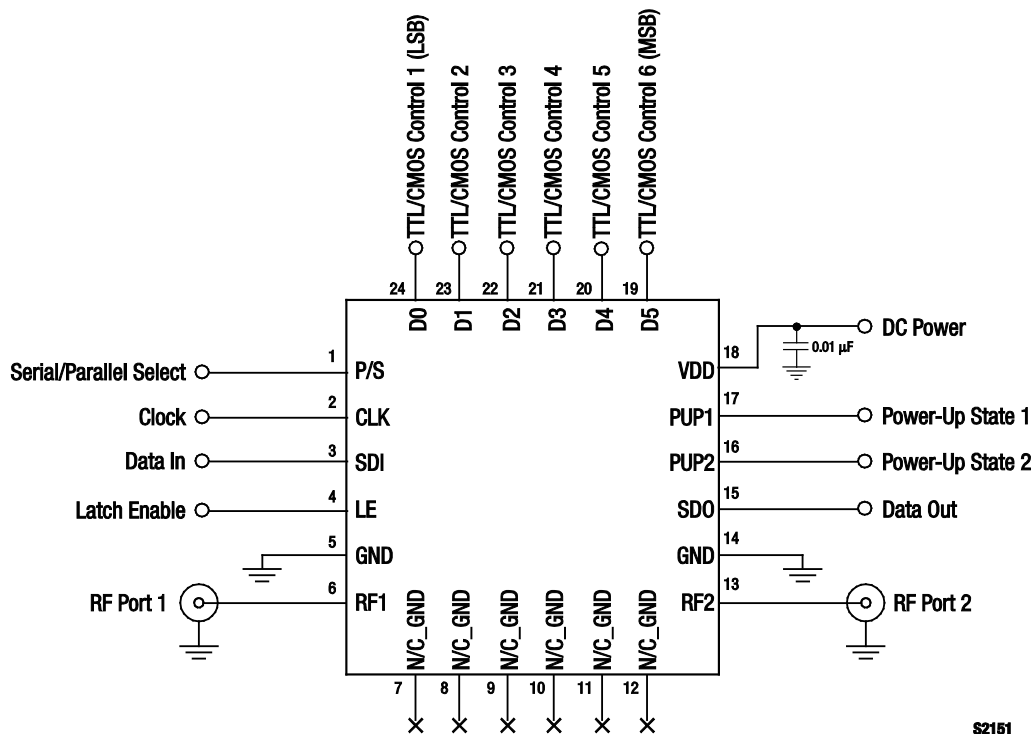 TTL/CMOS Control 1 (LSB)
TTL/CMOS Control 2
TTL/CMOS Control 3
TTL/CMOS Control 4
TTL/CMOS Control 5
TTL/CMOS Control 6 (MSB)
24 23 22 21 20 19
D0 D1 D2 D3 D4 D5
Serial/Parallel Select 1 P/S
Clock 2 CLK
Data In 3 SDI
Latch Enable 4 LE
5 GND
RF Port 1 6 RF1
VDD 18 0.01 µF DC Power
PUP1 17 Power-Up State 1
PUP2 16 Power-Up State 2
SDO 15 Data Out
GND 14
RF2 13 RF Port 2
N/C_GND N/C_GND N/C_GND N/C_GND N/C_GND N/C_GND
7 8 9 10 11 12
S2151